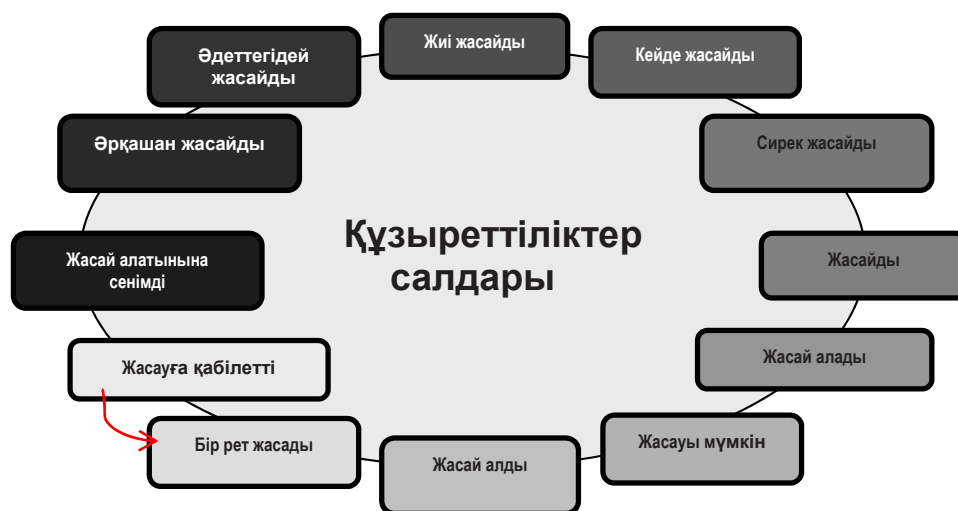 Жиі жасайды
Кейде жасайды
Әдеттегідей
жасайды
Әрқашан жасайды
Сирек жасайды
Құзыреттіліктер
салдары
Жасай алатынына
сенімді
Жасайды
Жасай алады
Жасауға қабілетті
Жасауы мүмкін
Бір рет жасады
Жасай алды